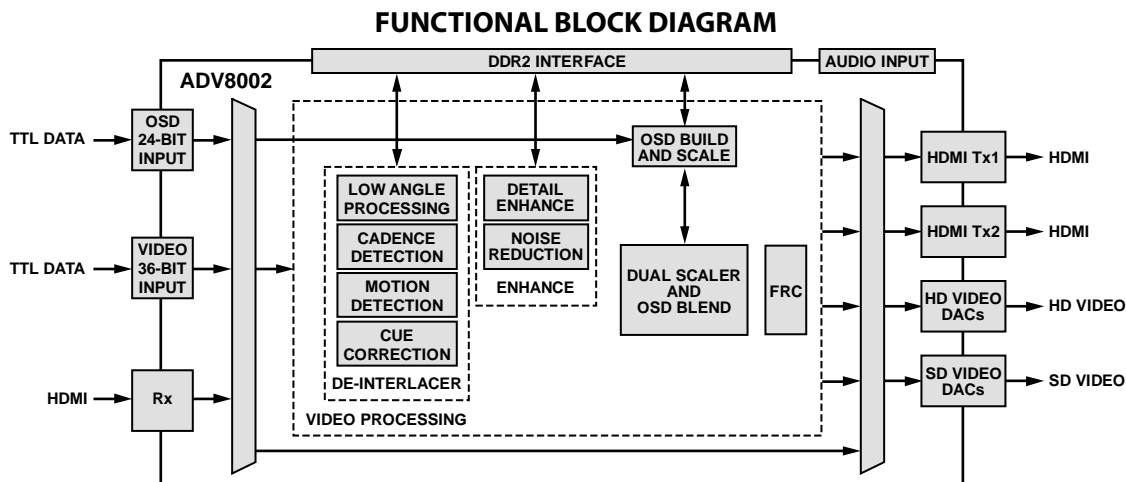 FUNCTIONAL BLOCK DIAGRAM
DDR2 INTERFACE
AUDIO INPUT
ADV8002
TTL DATA
OSD
24-BIT
INPUT
OSD BUILD
AND SCALE
HDMI Tx1
HDMI
LOW ANGLE
PROCESSING
DETAIL
ENHANCE
CADENCE
DETECTION
NOISE
REDUCTION
HDMI Tx2
HDMI
TTL DATA
VIDEO
36-BIT
INPUT
MOTION
DETECTION
ENHANCE
DUAL SCALER
AND
OSD BLEND
FRC
HD VIDEO
DACs
HD VIDEO
CUE
CORRECTION
DE-INTERLACER
HDMI
Rx
SD VIDEO
DACs
SD VIDEO
VIDEO PROCESSING